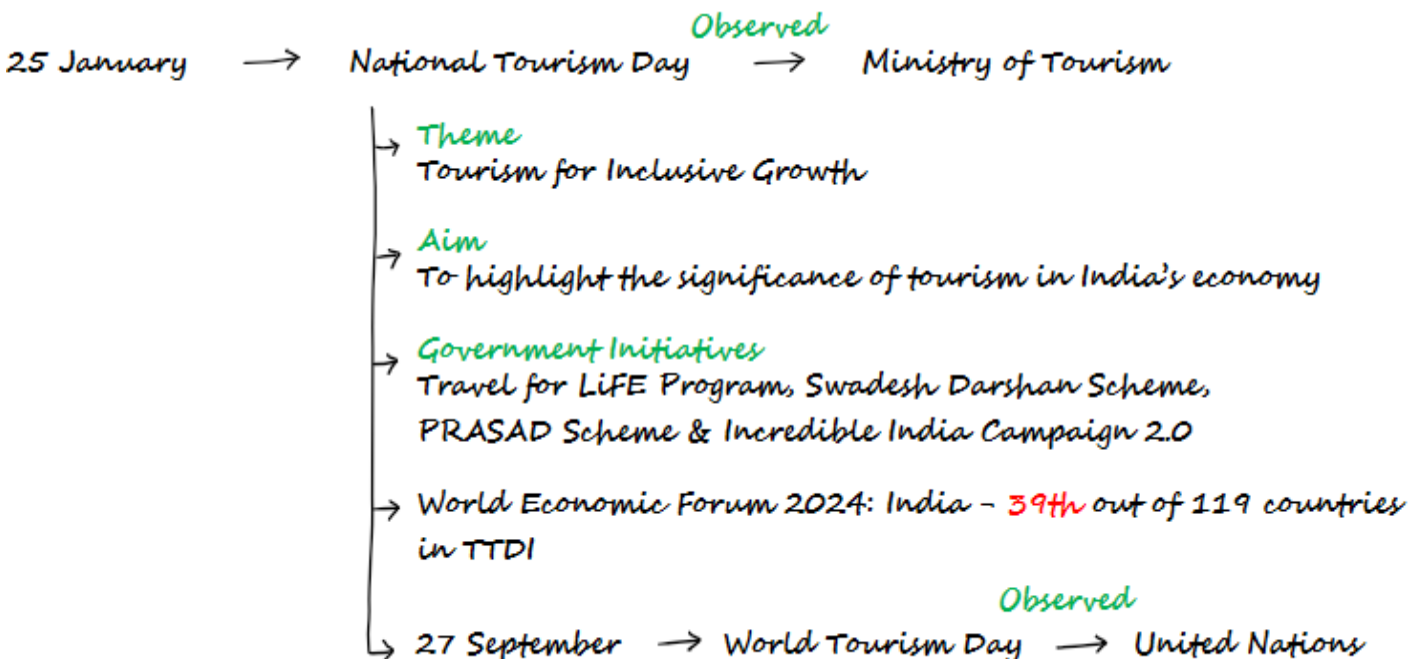 Observed
25 January → National Tourism Day → Ministry of Tourism
Theme
Tourism for Inclusive Growth
Aim
To highlight the significance of tourism in India's economy
Government Initiatives
Travel for LiFE Program, Swadesh Darshan Scheme,
PRASAD Scheme & Incredible India Campaign 2.0
World Economic Forum 2024: India - 39th out of 119 countries
in TTDI
Observed
27 September → World Tourism Day → United Nations